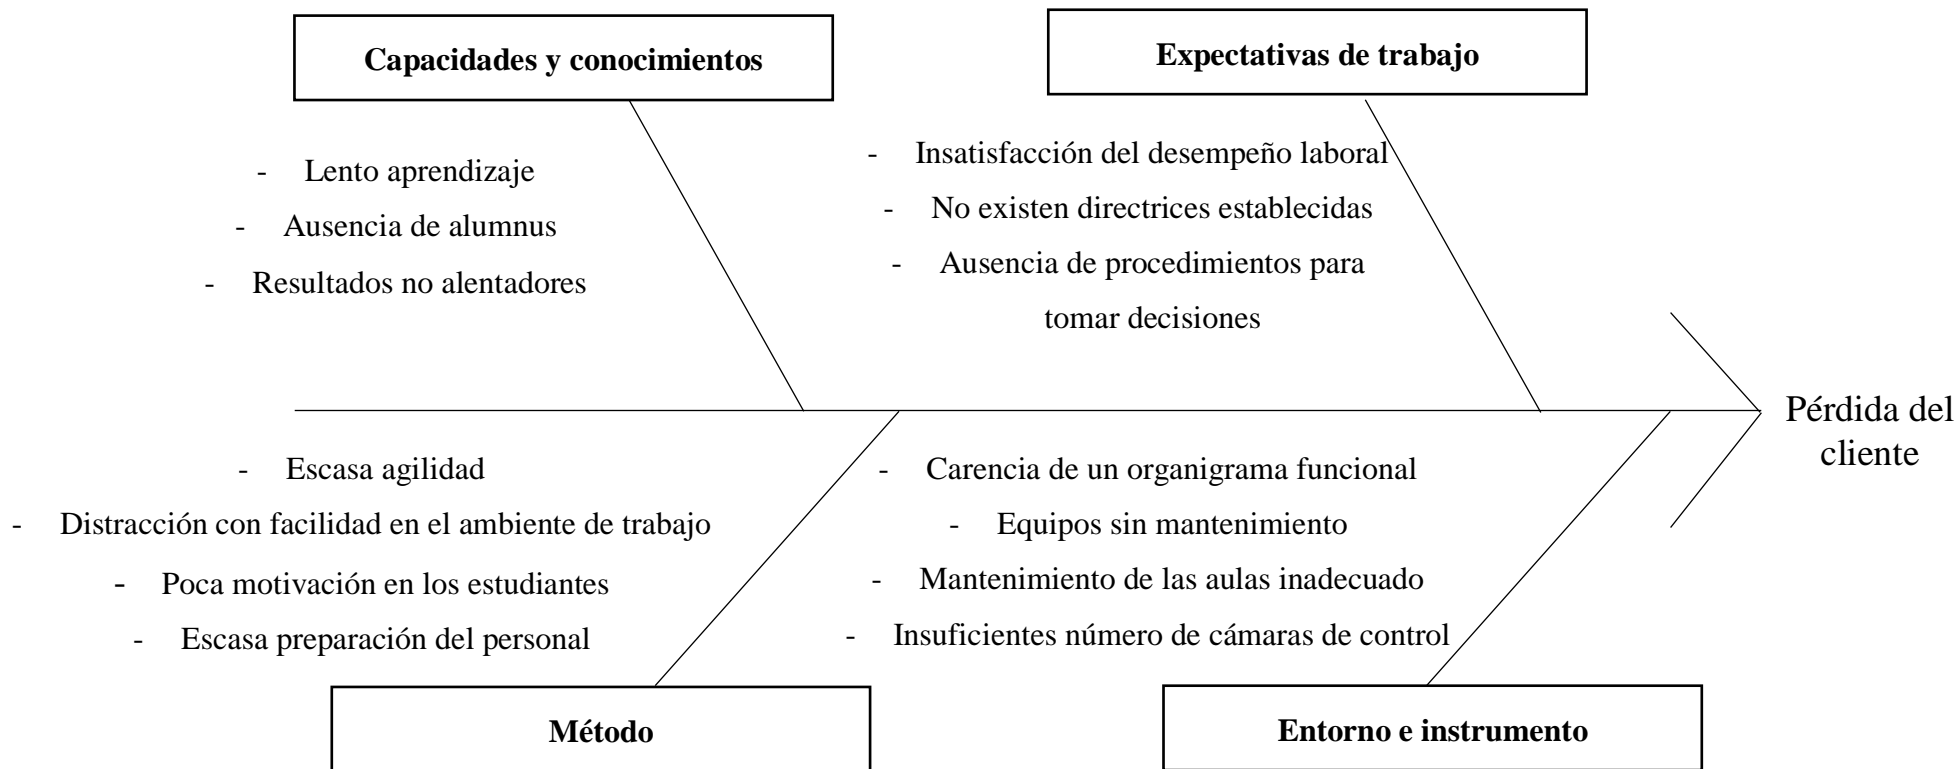 Capacidades y conocimientos
Expectativas de trabajo
- Lento aprendizaje
- Ausencia de alumnus
- Resultados no alentadores
- Insatisfacción del desempeño laboral
- No existen directrices establecidas
- Ausencia de procedimientos para
tomar decisiones
Pérdida del
cliente
- Escasa agilidad
- Distracción con facilidad en el ambiente de trabajo
- Poca motivación en los estudiantes
- Escasa preparación del personal
- Carencia de un organigrama funcional
- Equipos sin mantenimiento
- Mantenimiento de las aulas inadecuado
- Insuficientes número de cámaras de control
Método
Entorno e instrumento